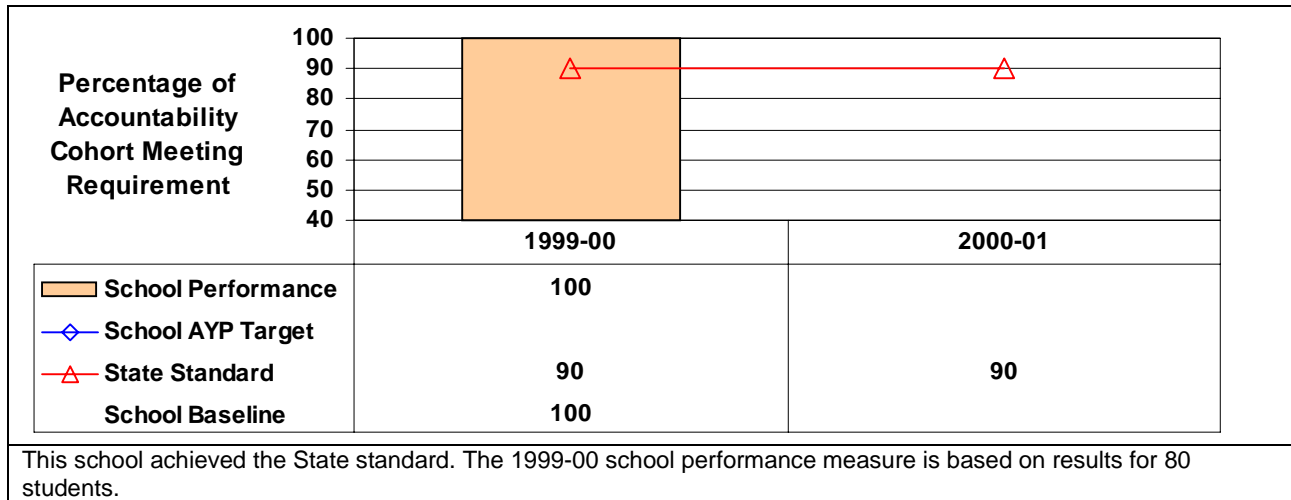 Percentage of
Accountability
Cohort Meeting
Requirement
100
90
80
70
60
50
40
1999-00 2000-01
School Performance 100
School AYP Target
State Standard 90 90
School Baseline 100
This school achieved the State standard. The 1999-00 school performance measure is based on results for 80
students.